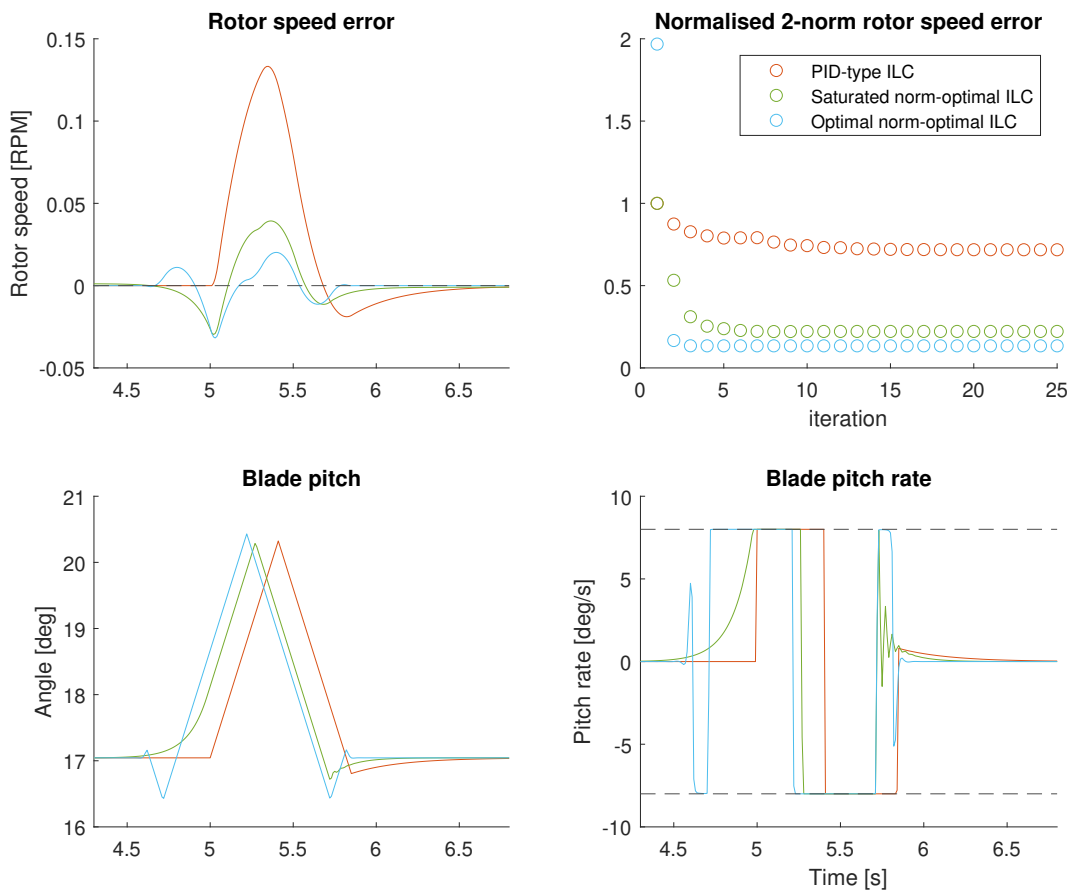 Rotor speed error
0.15
0.1
0.05
0
-0.05
Rotor speed [RPM]
4.5 5 5.5 6 6.5
Normalised 2-norm rotor speed error
2
1.5
1
0.5
0
PID-type ILC
Saturated norm-optimal ILC
Optimal norm-optimal ILC
0 5 10 15 20 25
iteration
Blade pitch
21
20
19
18
17
16
Angle [deg]
4.5 5 5.5 6 6.5
Blade pitch rate
10
5
0
-5
-10
Pitch rate [deg/s]
4.5 5 5.5 6 6.5
Time [s]